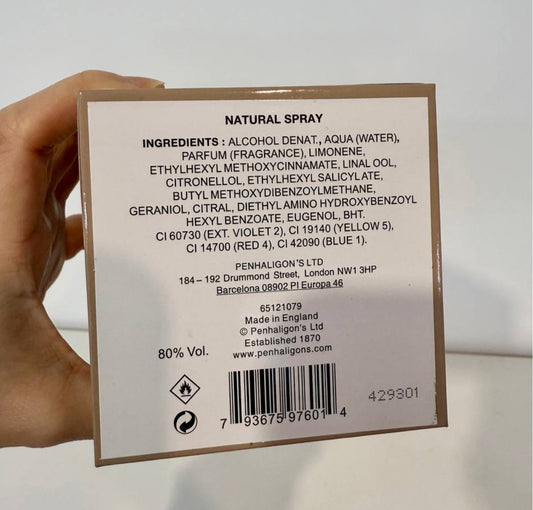 NATURAL SPRAY
INGREDIENTS : ALCOHOL DENAT., AQUA (WATER),
PARFUM (FRAGRANCE), LIMONENE,
ETHYLHEXYL METHOXYCINNAMATE, LINAL OOL,
CITRONELLOL, ETHYLHEXYL SALICYLATE,
BUTYL METHOXYDIBENZOYLMETHANE,
GERANIOL, CITRAL, DIETHYL AMINO HYDROXYBENZOYL
HEXYL BENZOATE, EUGENOL, BHT.
CI 60730 (EXT. VIOLET 2), CI 19140 (YELLOW 5),
CI 14700 (RED 4), CI 42090 (BLUE 1).
PENHALIGON'S LTD
184 – 192 Drummond Street, London NW1 3HP
Barcelona 08902 Pl Europa 46
65121079
Made in England
© Penhaligon's Ltd
Established 1870
www.penhaligons.com
80% Vol.
7 93675 97601 4
429301